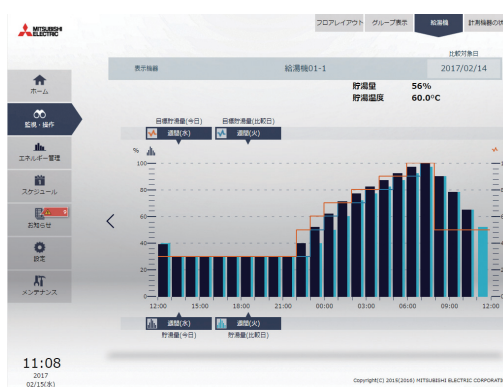 MITSUBISHI
ELECTRIC
フロアレイアウト グループ表示 給湯機 計測機器の状
比較対象日
表示機器 給湯機01-1 2017/02/14
貯湯量 56%
貯湯温度 60.0℃
ホーム
監視・操作
エネルギー管理
スケジュール
お知らせ
設定
メンテナンス
目標貯湯量(今日) 目標貯湯量(比較日)
週間(水) 週間(火)
%
100
80
60
40
20
0
12:00 15:00 18:00 21:00 00:00 03:00 06:00 09:00 12:00
週間(水) 週間(火)
貯湯量(今日) 貯湯量(比較日)
11:08
2017
02/15(水)
Copyright(C) 2015(2016) MITSUBISHI ELECTRIC CORPORATI